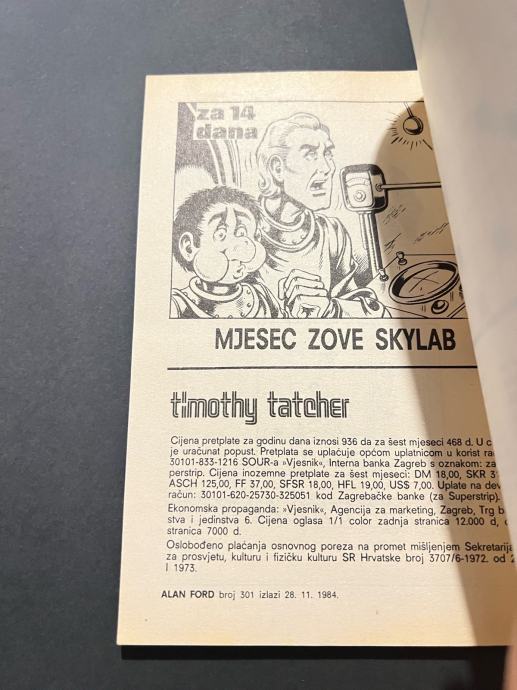 za 14
dana
MJESEC ZOVE SKYLAB
timothy tatcher
Cijena pretplate za godinu dana iznosi 936 da za šest mjeseci 468 d. U c
je uračunat popust. Pretplata se uplaćuje općom uplatnicom u korist
30101-833-1216 SOUR-a »Vjesnik«, Interna banka Zagreb s oznakom: za
perstrip. Cijena inozemne pretplate za šest mjeseci: DM 18,00, SKR 3
ASCH 125,00, FF 37,00, SFSR 18,00, HFL 19,00, US$ 7,00. Uplate na dev
račun: 30101-620-25730-325051 kod Zagrebačke banke (za Superstrip).
Ekonomska propaganda: »Vjesnik«, Agencija za marketing, Zagreb, Trg b
stva i jedinstva 6. Cijena oglasa 1/1 color zadnja stranica 12.000 d,
stranica 7000 d.
Oslobođeno plaćanja osnovnog poreza na promet mišljenjem Sekretarija
za prosvjetu, kulturu i fizičku kulturu SR Hrvatske broj 3707/6-1972. od 2
I 1973.
ALAN FORD broj 301 izlazi 28. 11. 1984.